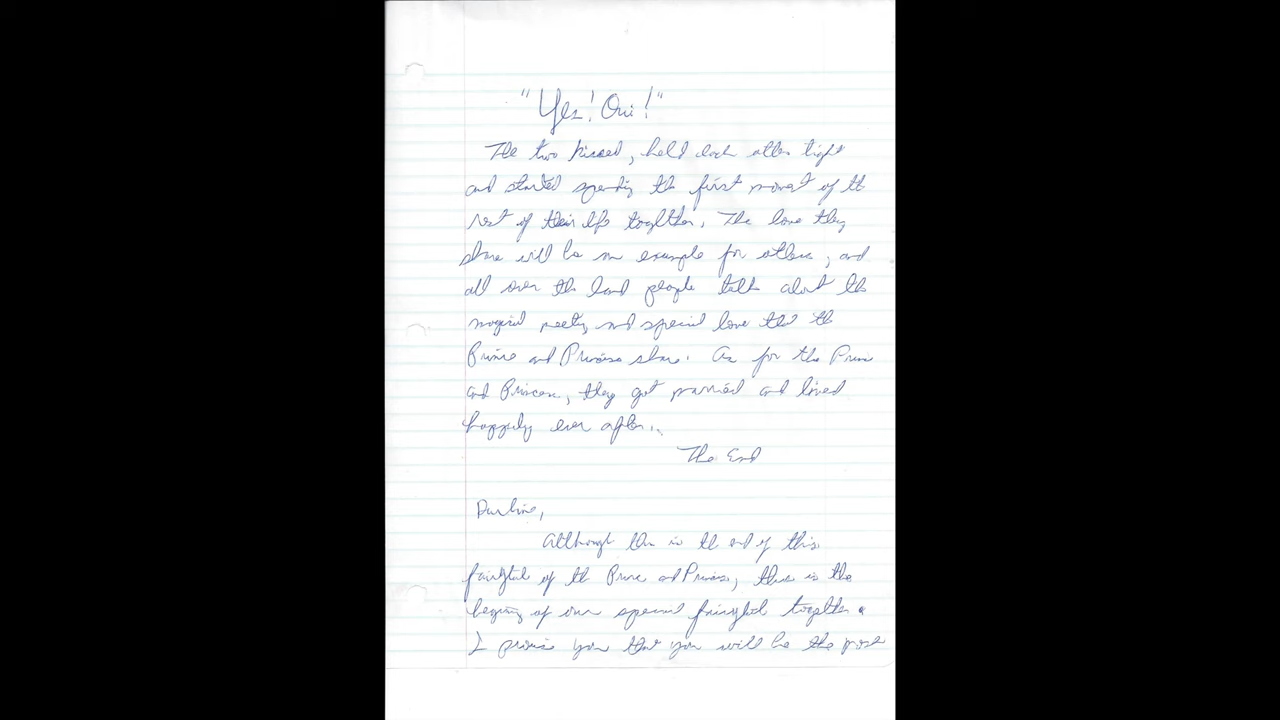 "Yes! Oui!"
The two kissed, held each other tight
and started spending the first moment of the
rest of their life together. The love they
share will be an example for others, and
all over the land people talk about the
magical meeting and special love that the
Prince and Princess share. As for the Prince
and Princess, they got married and lived
happily ever after...
The End
Darline,
Although this is the end of this
fairytale of the Prince and Princess, this is the
beginning of our special fairytale together.
I promise you that you will be the most